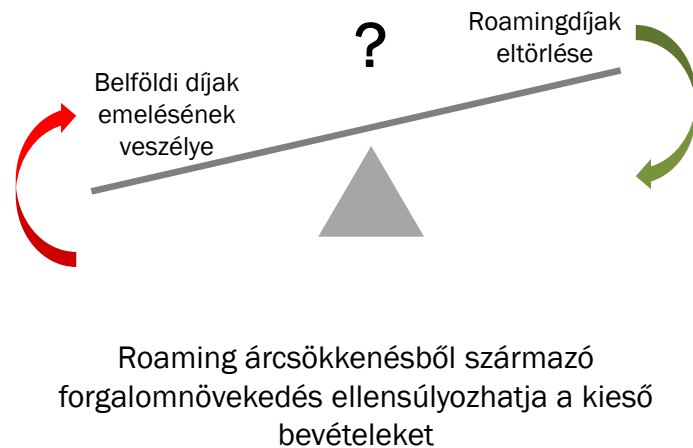 ?
Roamingdíjak
eltörlése
Belföldi díjak
emelésének
veszélye
Roaming árcsökkenésből származó
forgalomnövekedés ellensúlyozhatja a kieső
bevételeket